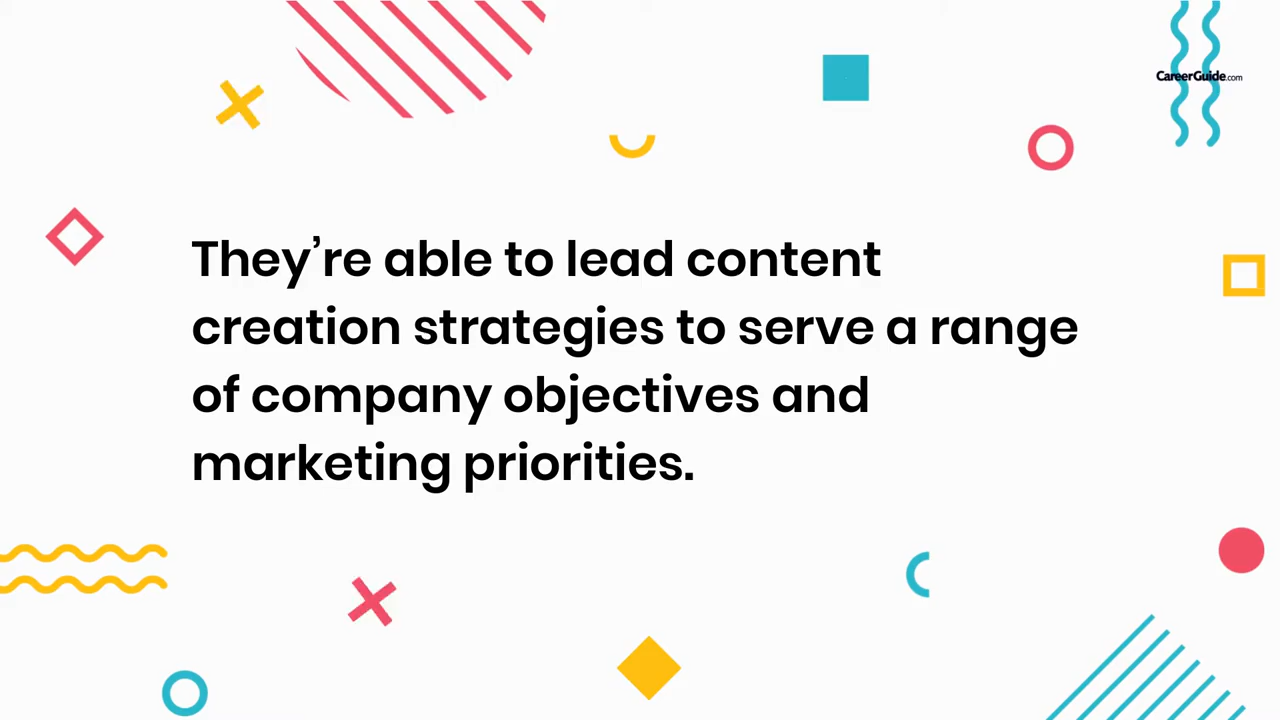 CareerGuide.com
They’re able to lead content
creation strategies to serve a range
of company objectives and
marketing priorities.